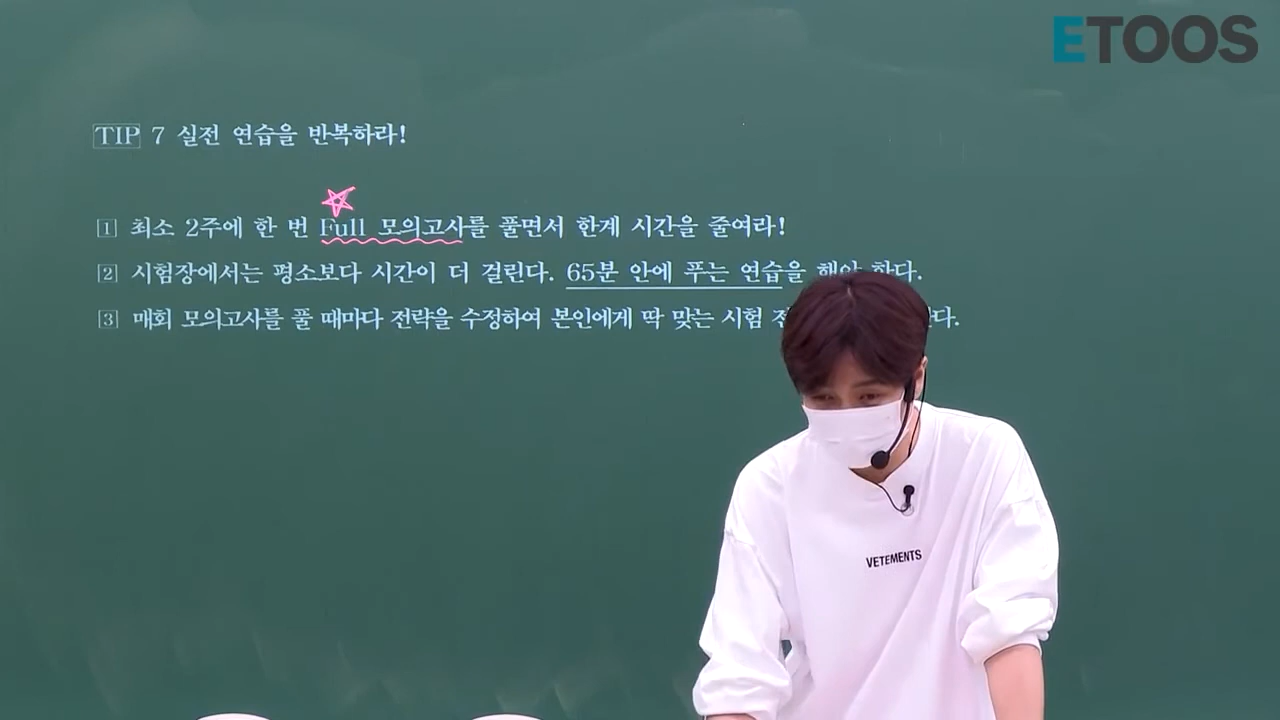 ETOOS
TIP 7 실전 연습을 반복하라!
1 최소 2주에 한 번 Full 모의고사를 풀면서 한계 시간을 줄여라!
2 시험장에서는 평소보다 시간이 더 걸린다. 65분 안에 푸는 연습을 해야 한다.
3 매회 모의고사를 풀 때마다 전략을 수정하여 본인에게 딱 맞는 시험
VETEMENTS